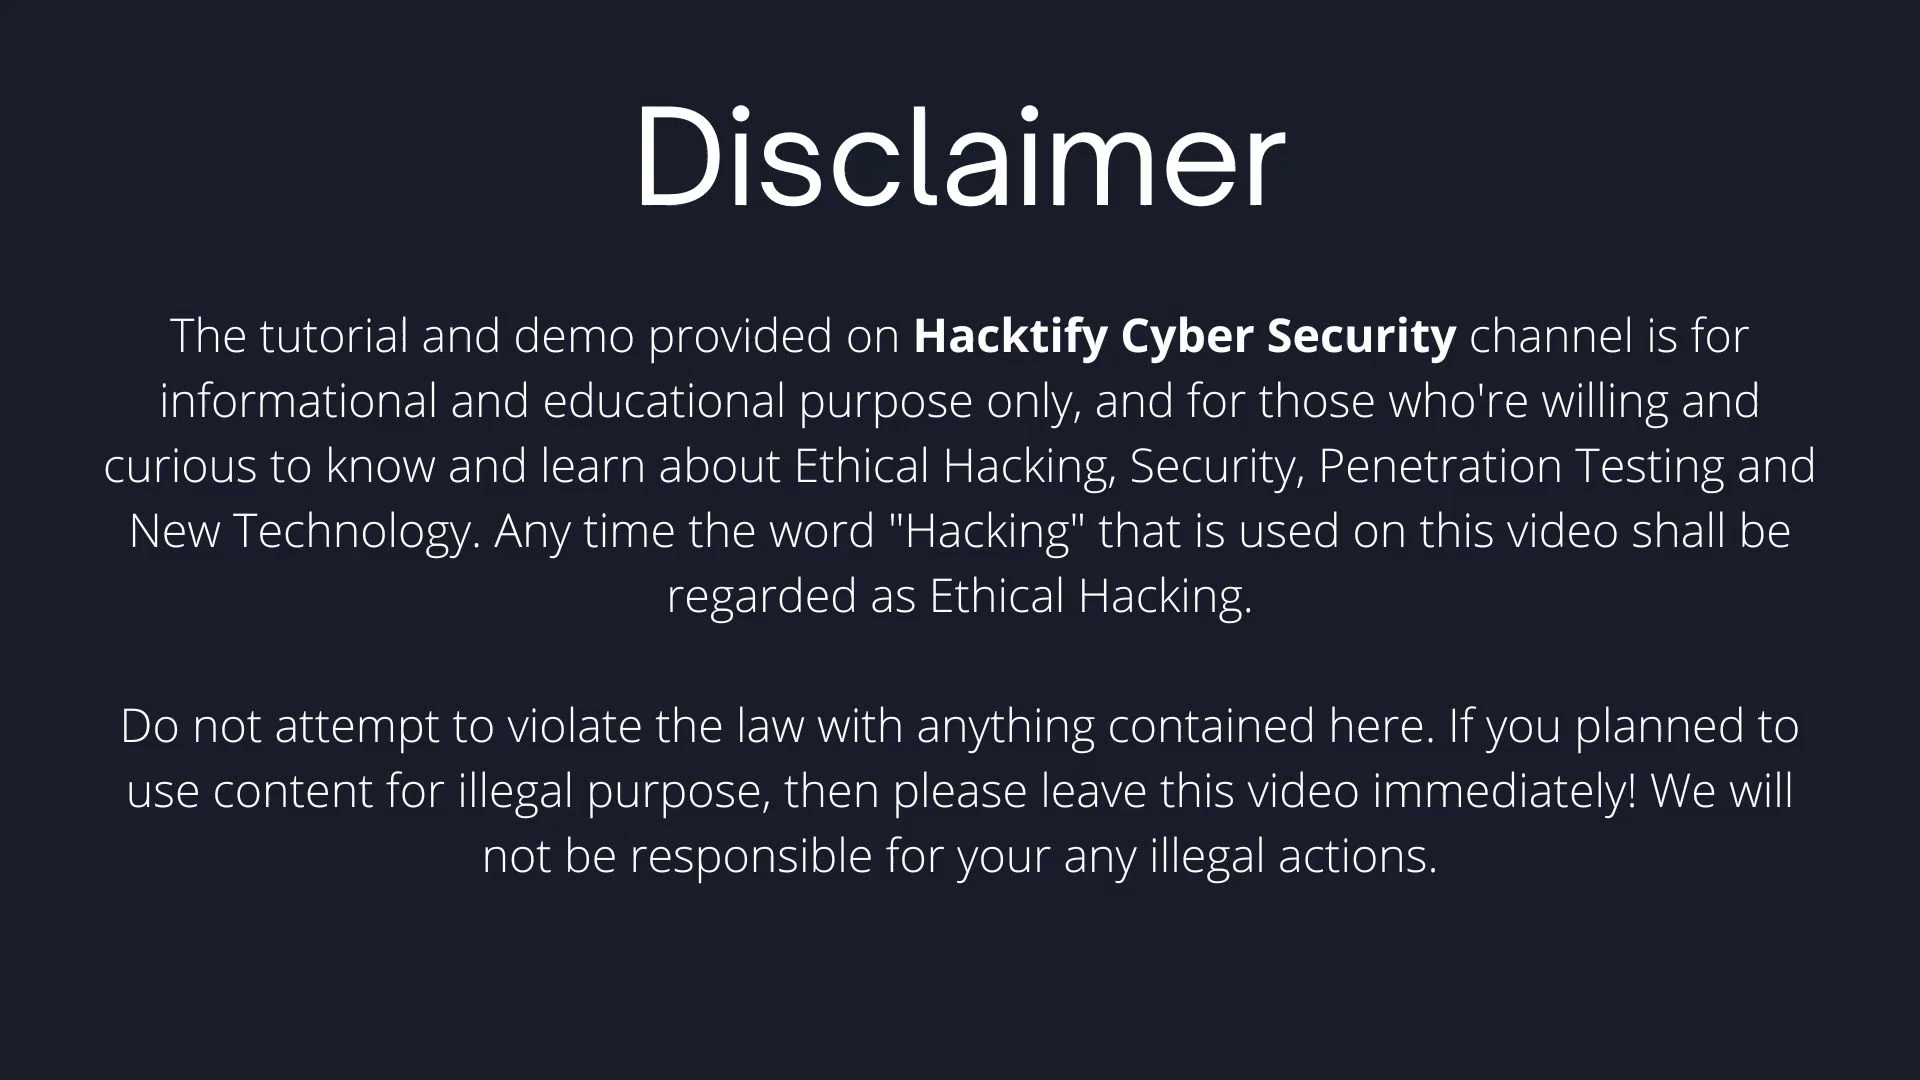 Disclaimer
The tutorial and demo provided on Hacktify Cyber Security channel is for
informational and educational purpose only, and for those who're willing and
curious to know and learn about Ethical Hacking, Security, Penetration Testing and
New Technology. Any time the word "Hacking" that is used on this video shall be
regarded as Ethical Hacking.
Do not attempt to violate the law with anything contained here. If you planned to
use content for illegal purpose, then please leave this video immediately! We will
not be responsible for your any illegal actions.